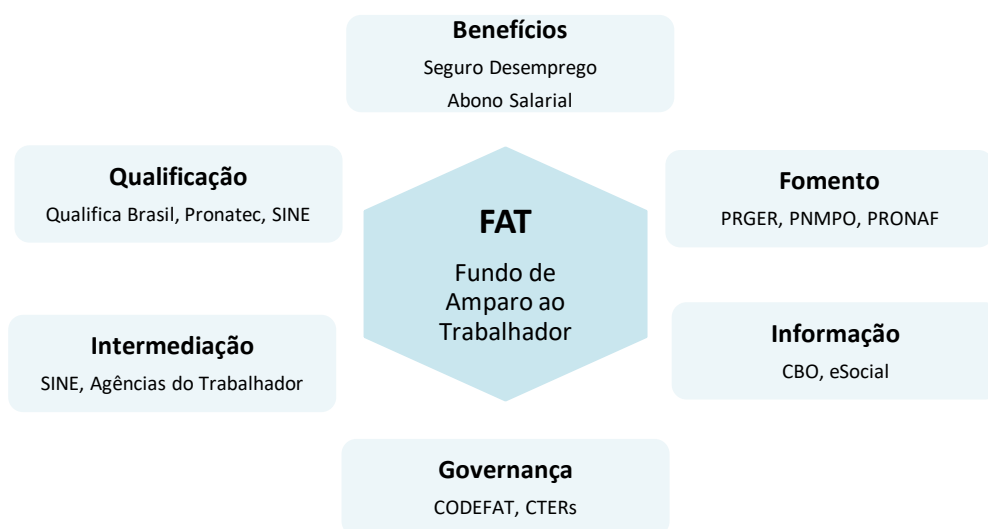 Benefícios
Seguro Desemprego
Abono Salarial
Qualificação
Qualifica Brasil, Pronatec, SINE
Fomento
PRGER, PNMPO, PRONAF
FAT
Fundo de
Amparo ao
Trabalhador
Intermediação
SINE, Agências do Trabalhador
Informação
CBO, eSocial
Governança
CODEFAT, CTERs